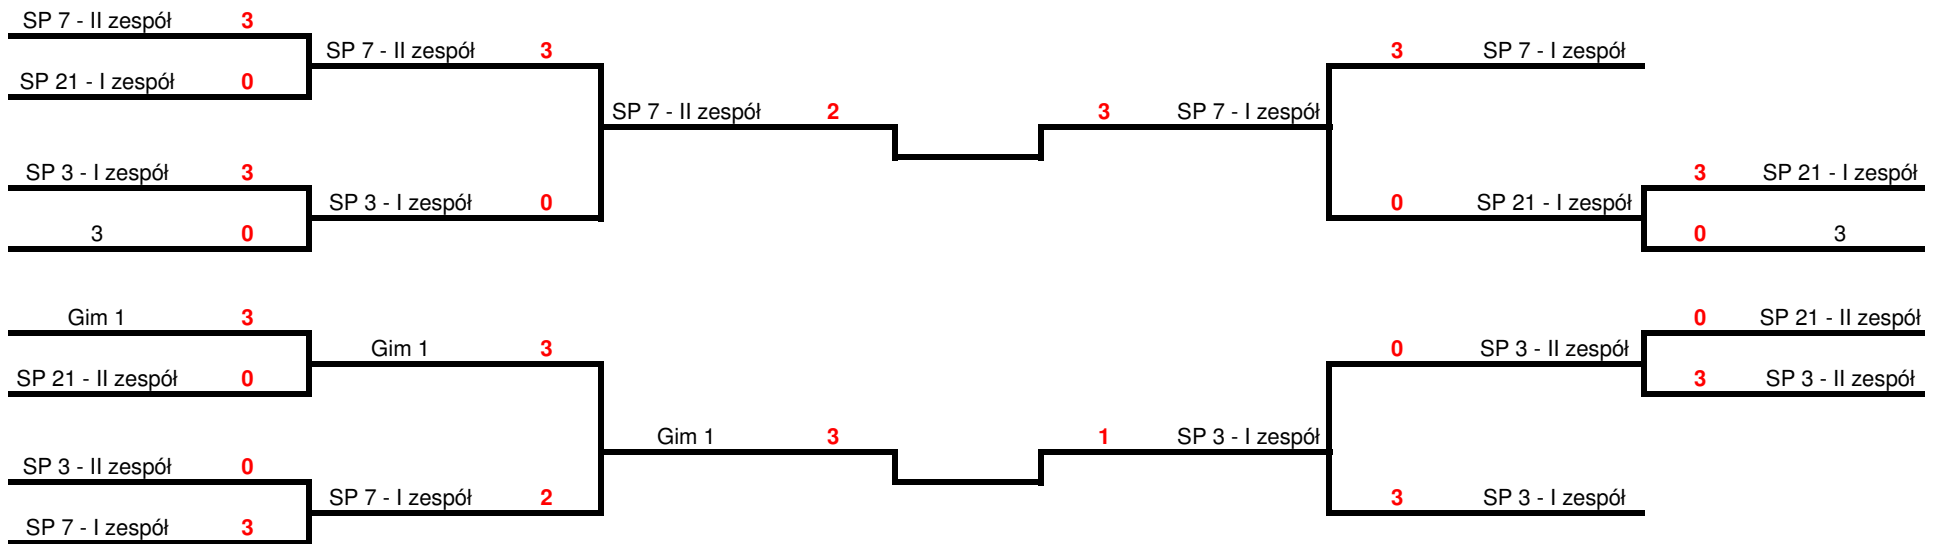 SP 7 - II zespół 3
SP 7 - II zespół 3 3 SP 7 - I zespół
SP 21 - I zespół 0
SP 7 - II zespół 2 3 SP 7 - I zespół
SP 3 - I zespół 3 3 SP 21 - I zespół
SP 3 - I zespół 0 0 SP 21 - I zespół
3 0 0 3
Gim 1 3 0 SP 21 - II zespół
Gim 1 3 0 SP 3 - II zespół
SP 21 - II zespół 0 3 SP 3 - II zespół
Gim 1 3 1 SP 3 - I zespół
SP 3 - II zespół 0
SP 7 - I zespół 2 3 SP 3 - I zespół
SP 7 - I zespół 3